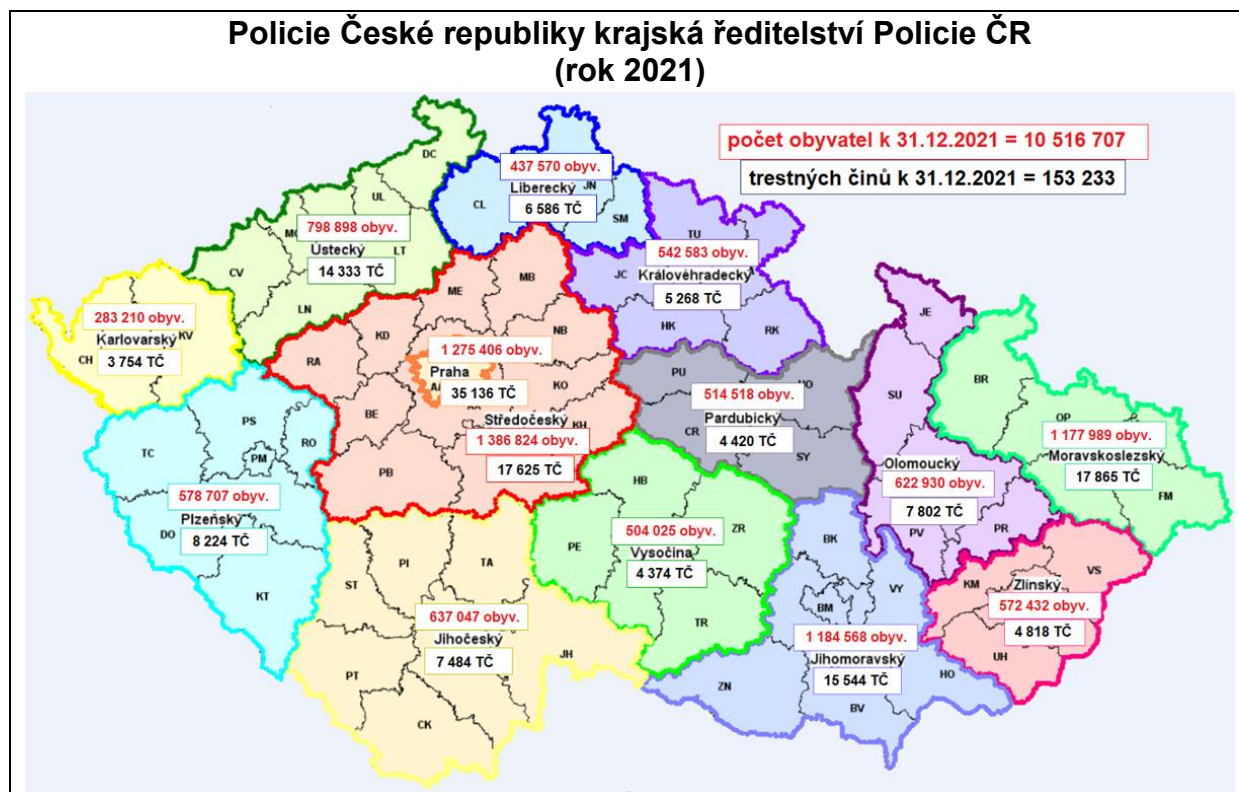 Policie České republiky krajská ředitelství Policie ČR
(rok 2021)
počet obyvatel k 31.12.2021 = 10 516 707
trestných činů k 31.12.2021 = 153 233
DC
UL
LT
CV
LN
798 898 obyv.
Ústecký
14 333 TČ
437 570 obyv.
Liberecký
6 586 TČ
CL
JN
SM
TU
542 583 obyv.
JC
Královéhradecký
5 268 TČ
HK
RK
283 210 obyv.
Karlovarský
KV
CH
3 754 TČ
ME
MB
KD
NB
RA
1 275 406 obyv.
Praha
35 136 TČ
KO
BE
Středočeský
KH
1 386 824 obyv.
17 625 TČ
PB
PU
514 518 obyv.
Pardubický
CR
4 420 TČ
SY
JE
SU
BR
OP
1 177 989 obyv.
Moravskoslezský
17 865 TČ
FM
Olomoucký
622 930 obyv.
7 802 TČ
PV
PR
PS
TC
PM
RO
578 707 obyv.
Plzeňský
DO
8 224 TČ
KT
HB
504 025 obyv.
ZR
PE
Vysočina
4 374 TČ
TR
BK
BM
VY
1 184 568 obyv.
Jihomoravský
15 544 TČ
HO
ZN
BV
KM
Zlínský
VS
572 432 obyv.
4 818 TČ
UH
PI
TA
ST
637 047 obyv.
Jihočeský
7 484 TČ
JH
PT
CK